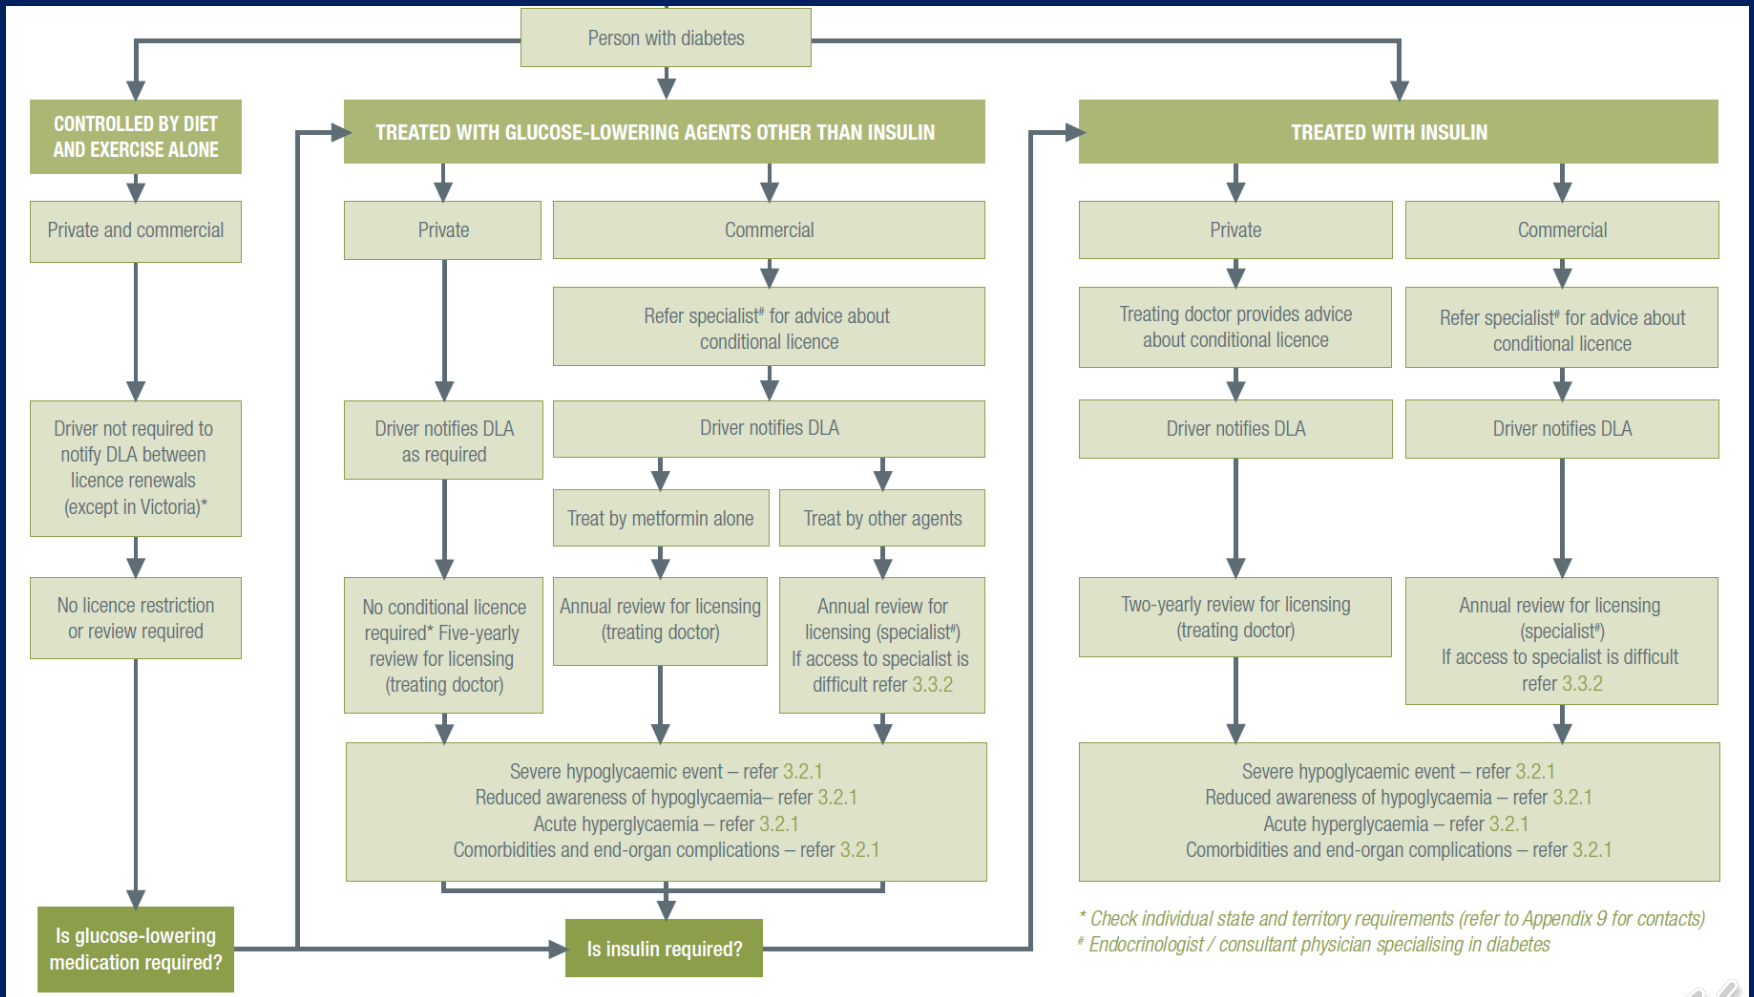 Person with diabetes
CONTROLLED BY DIET
AND EXERCISE ALONE
Private and commercial
Driver not required to
notify DLA between
licence renewals
(except in Victoria)*
No licence restriction
or review required
Is glucose-lowering
medication required?
TREATED WITH GLUCOSE-LOWERING AGENTS OTHER THAN INSULIN
Private
Driver notifies DLA
as required
No conditional licence
required* Five-yearly
review for licensing
(treating doctor)
Commercial
Refer specialist# for advice about
conditional licence
Driver notifies DLA
Treat by metformin alone
Annual review for licensing
(treating doctor)
Treat by other agents
Annual review for
licensing (specialist#)
If access to specialist is
difficult refer 3.3.2
Severe hypoglycaemic event – refer 3.2.1
Reduced awareness of hypoglycaemia– refer 3.2.1
Acute hyperglycaemia – refer 3.2.1
Comorbidities and end-organ complications – refer 3.2.1
Is insulin required?
TREATED WITH INSULIN
Private
Treating doctor provides advice
about conditional licence
Driver notifies DLA
Two-yearly review for licensing
(treating doctor)
Commercial
Refer specialist# for advice about
conditional licence
Driver notifies DLA
Annual review for licensing
(specialist#)
If access to specialist is difficult
refer 3.3.2
Severe hypoglycaemic event – refer 3.2.1
Reduced awareness of hypoglycaemia – refer 3.2.1
Acute hyperglycaemia – refer 3.2.1
Comorbidities and end-organ complications – refer 3.2.1
* Check individual state and territory requirements (refer to Appendix 9 for contacts)
# Endocrinologist / consultant physician specialising in diabetes